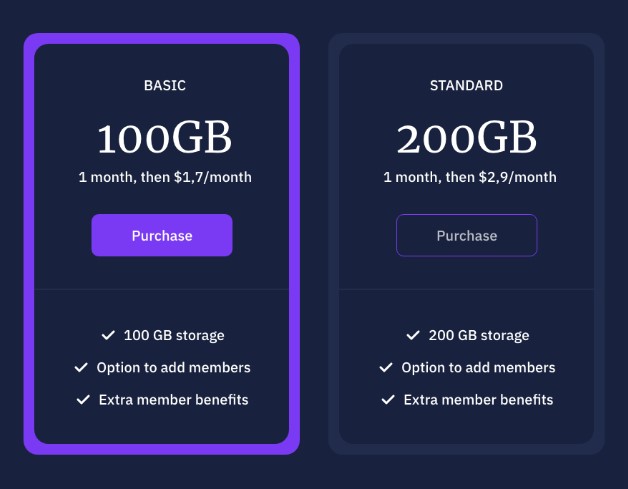 BASIC
100GB
1 month, then $1,7/month
Purchase
100 GB storage
Option to add members
Extra member benefits
STANDARD
200GB
1 month, then $2,9/month
Purchase
200 GB storage
Option to add members
Extra member benefits